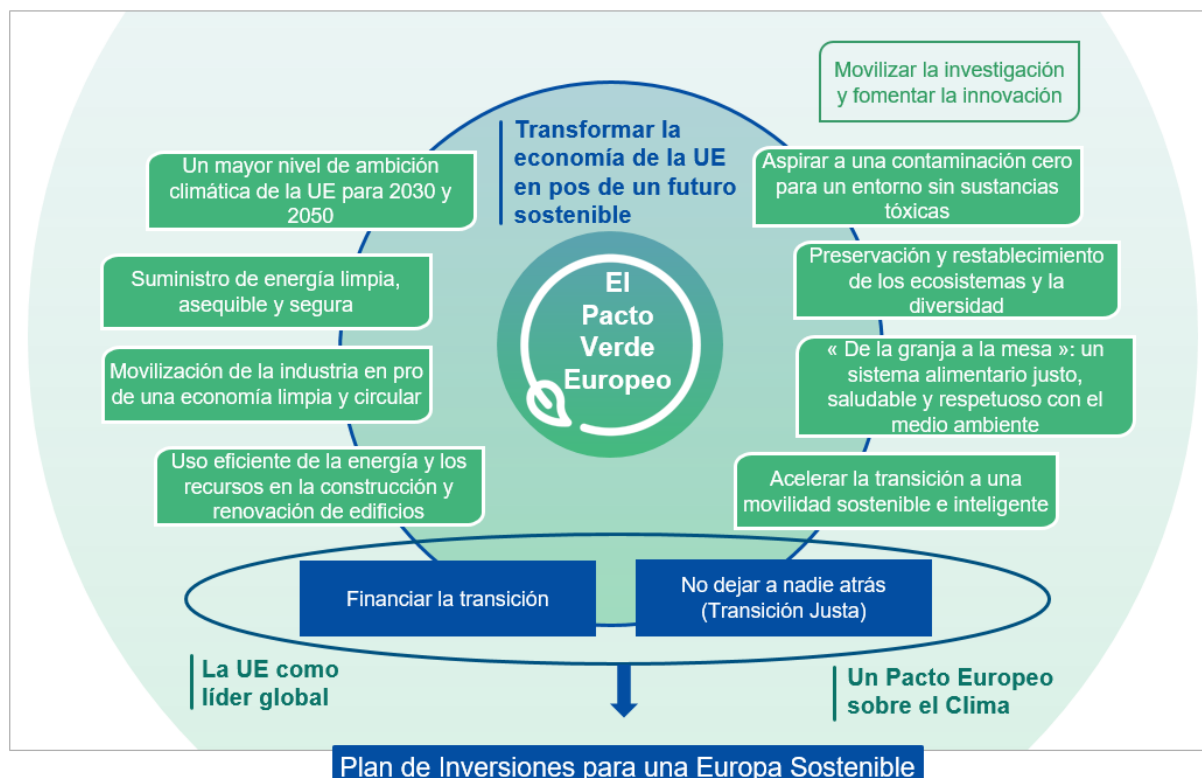 Movilizar la investigación
y fomentar la innovación
Transformar la
economía de la UE
en pos de un futuro
sostenible
Un mayor nivel de ambición
climática de la UE para 2030 y
2050
Aspirar a una contaminación cero
para un entorno sin sustancias
tóxicas
Suministro de energía limpia,
asequible y segura
Preservación y restablecimiento
de los ecosistemas y la
diversidad
El
Pacto
Verde
Europeo
Movilización de la industria en pro
de una economía limpia y circular
« De la granja a la mesa »: un
sistema alimentario justo,
saludable y respetuoso con el
medio ambiente
Uso eficiente de la energía y los
recursos en la construcción y
renovación de edificios
Acelerar la transición a una
movilidad sostenible e inteligente
Financiar la transición
No dejar a nadie atrás
(Transición Justa)
La UE como
líder global
Un Pacto Europeo
sobre el Clima
Plan de Inversiones para una Europa Sostenible